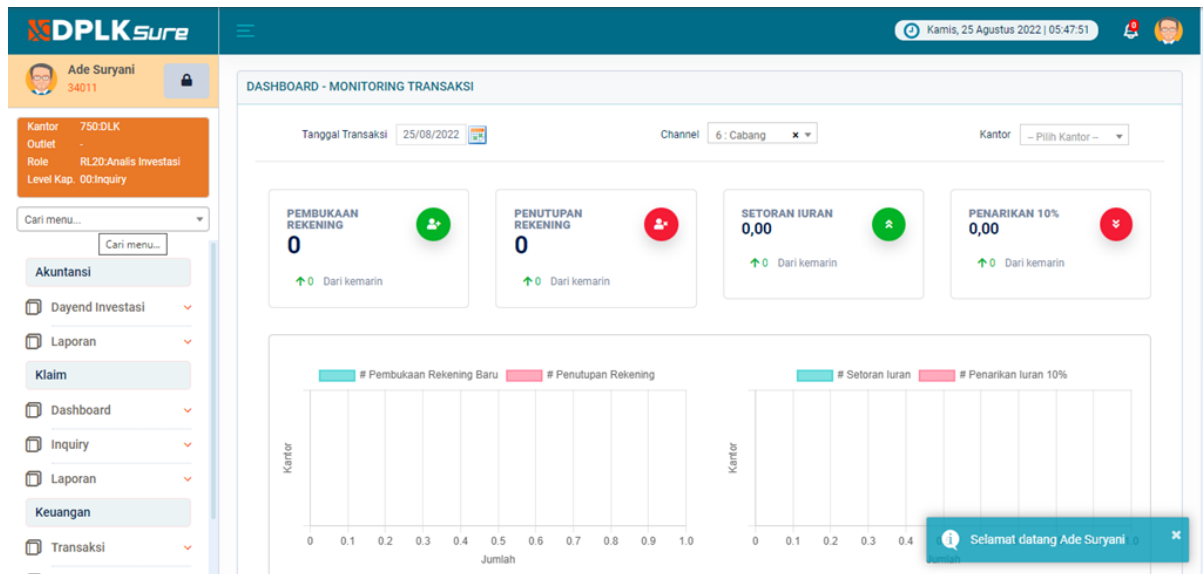 DPLKSure
Kamis, 25 Agustus 2022 | 05:47:51
Ade Suryani
34011
Kantor 750:DLK
Outlet -
Role RL20:Analis Investasi
Level Kap. 00:Inquiry
Cari menu...
Cari menu...
Akuntansi
Dayend Investasi
Laporan
Klaim
Dashboard
Inquiry
Laporan
Keuangan
Transaksi
DASHBOARD - MONITORING TRANSAKSI
Tanggal Transaksi 25/08/2022 Channel 6 : Cabang x Kantor -- Pilih Kantor --
PEMBUKAAN
REKENING
0
0 Dari kemarin
PENUTUPAN
REKENING
0
0 Dari kemarin
SETORAN IURAN
0,00
0 Dari kemarin
PENARIKAN 10%
0,00
0 Dari kemarin
# Pembukaan Rekening Baru # Penutupan Rekening
Kantor
0 0.1 0.2 0.3 0.4 0.5 0.6 0.7 0.8 0.9 1.0
Jumlah
# Setoran Iuran # Penarikan Iuran 10%
Kantor
0 0.1 0.2 0.3 0.4
Selamat datang Ade Suryani ×